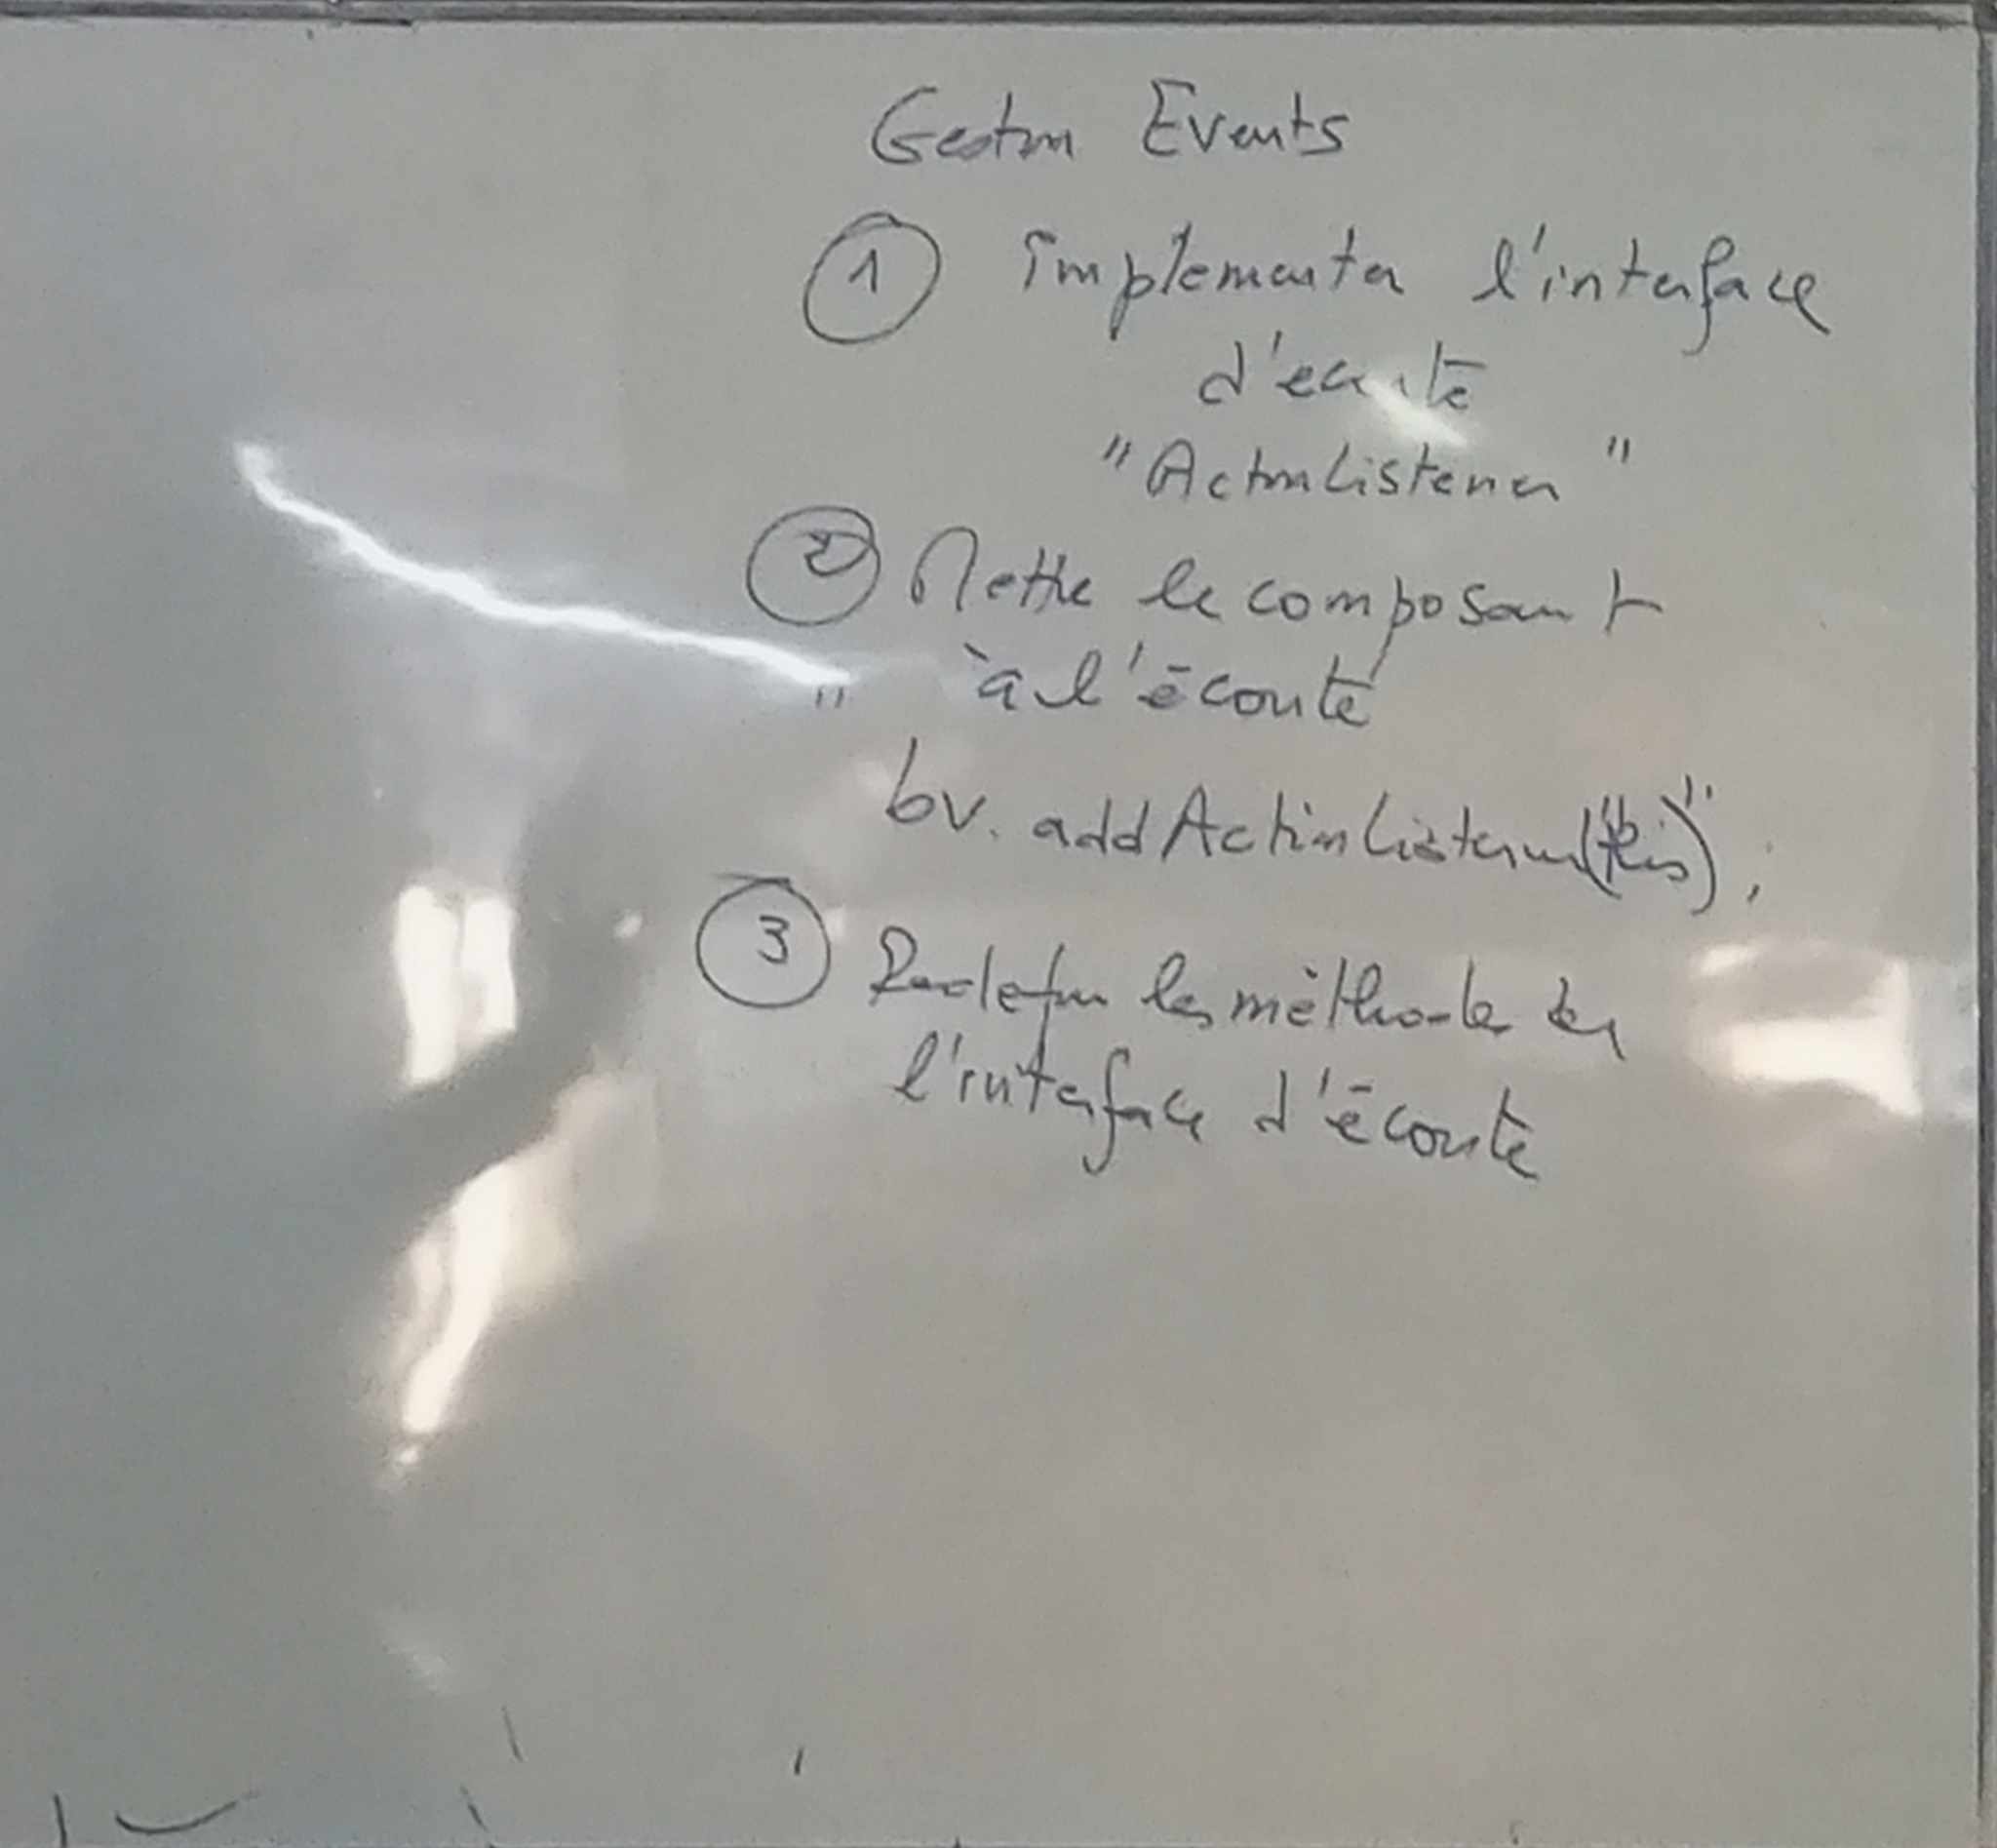 Gestion Events
① implementer l'interface
d'ecoute
"ActionListener"
② Mettre le composant
" à l'écoute
bv. addActionListener(this)";
③ Redefinir les méthodes de
l'interface d'écoute